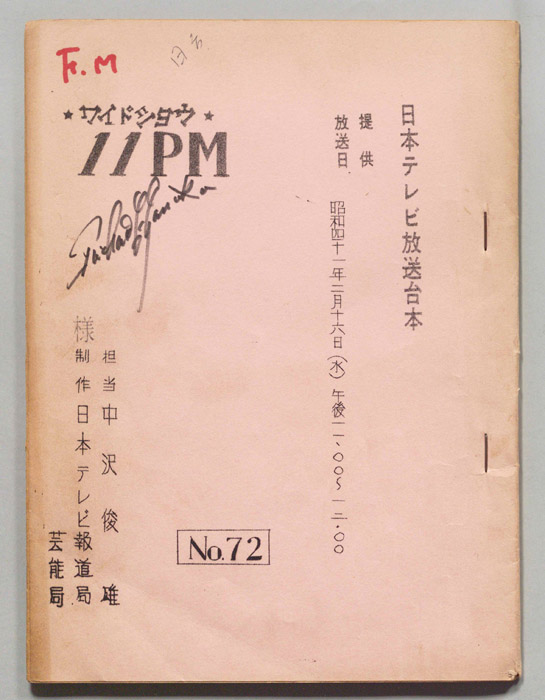 日本テレビ放送台本
提供
放送日 昭和四十一年二月十六日(水)午後一一、〇〇〜一二・〇〇
Fr.M
★ワイドショウ★
11PM
様
担当 中沢俊雄
制作 日本テレビ報道局
芸能局
No.72